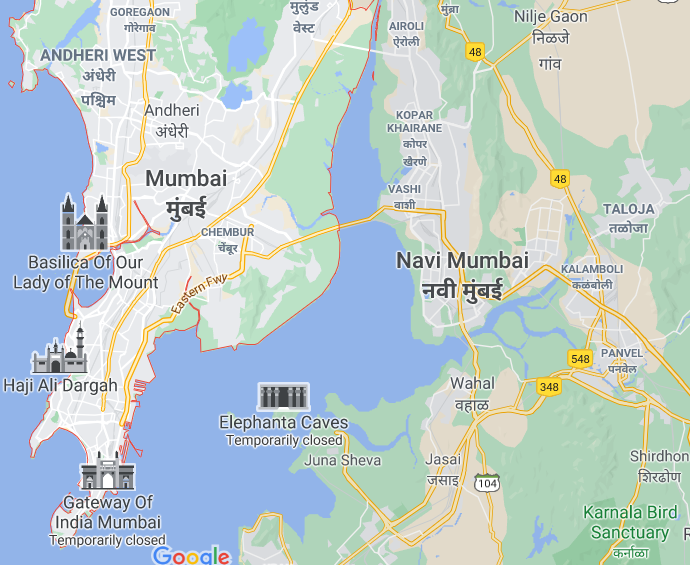 GOREGAON
गोरेगाव
मुलुंड
वेस्ट
AIROLI
ऐरोली
मुंब्रा
48
Nilje Gaon
निळजे
गांव
ANDHERI WEST
अंधेरी
पश्चिम
Andheri
अंधेरी
KOPAR
KHAIRANE
कोपर
खैरणे
Mumbai
मुंबई
VASHI
वाशी
48
TALOJA
तळोजा
CHEMBUR
चेंबूर
Basilica Of Our
Lady of The Mount
Navi Mumbai
नवी मुंबई
KALAMBOLI
कळंबोली
Eastern Fwy
Haji Ali Dargah
548
PANVEL
पनवेल
348
Wahal
वहाळ
Elephanta Caves
Temporarily closed
Juna Sheva
Jasai
जसाइ
104
Shirdhon
शिरढोण
Gateway Of
India Mumbai
Temporarily closed
Karnala Bird
Sanctuary
कर्नाळा
R
Google